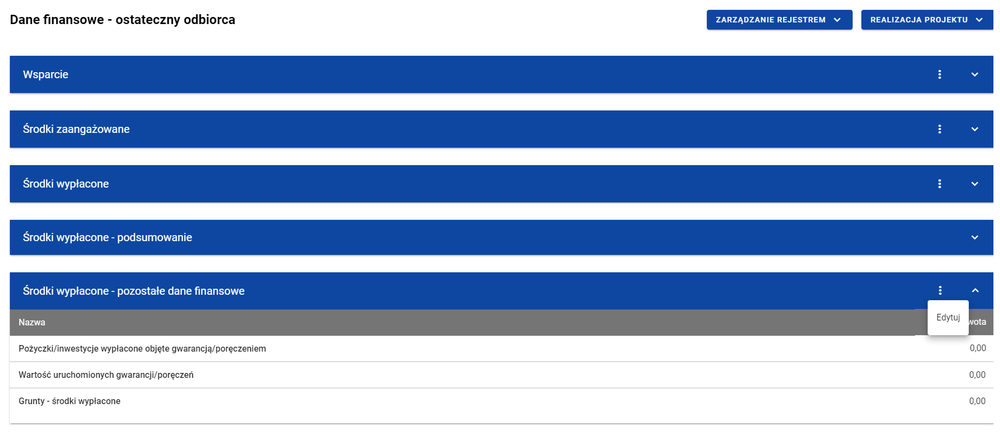 Dane finansowe - ostateczny odbiorca
ZARZĄDZANIE REJESTREM
REALIZACJA PROJEKTU
Wsparcie
Środki zaangażowane
Środki wypłacone
Środki wypłacone - podsumowanie
Środki wypłacone - pozostałe dane finansowe
Edytuj
Nazwa
Pożyczki/inwestycje wypłacone objęte gwarancją/poręczeniem 0,00
Wartość uruchomionych gwarancji/poręczeń 0,00
Grunty - środki wypłacone 0,00